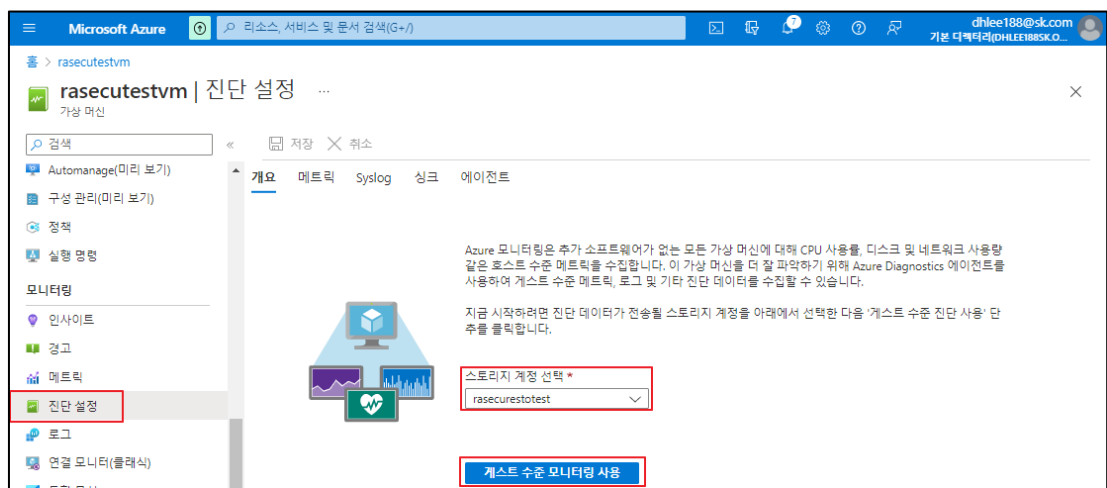 Microsoft Azure
리소스, 서비스 및 문서 검색(G+/)
7
dhlee188@sk.com
기본 디렉터리(DHLEE188SK.O...
홈 > rasecutestvm
rasecutestvm | 진단 설정 ...
가상 머신
검색
«
저장
취소
Automanage(미리 보기)
구성 관리(미리 보기)
정책
실행 명령
모니터링
인사이트
경고
메트릭
진단 설정
로그
연결 모니터(클래식)
개요 메트릭 Syslog 싱크 에이전트
Azure 모니터링은 추가 소프트웨어가 없는 모든 가상 머신에 대해 CPU 사용률, 디스크 및 네트워크 사용량
같은 호스트 수준 메트릭을 수집합니다. 이 가상 머신을 더 잘 파악하기 위해 Azure Diagnostics 에이전트를
사용하여 게스트 수준 메트릭, 로그 및 기타 진단 데이터를 수집할 수 있습니다.
지금 시작하려면 진단 데이터가 전송될 스토리지 계정을 아래에서 선택한 다음 '게스트 수준 진단 사용' 단
추를 클릭합니다.
스토리지 계정 선택 *
rasecurestotest
게스트 수준 모니터링 사용